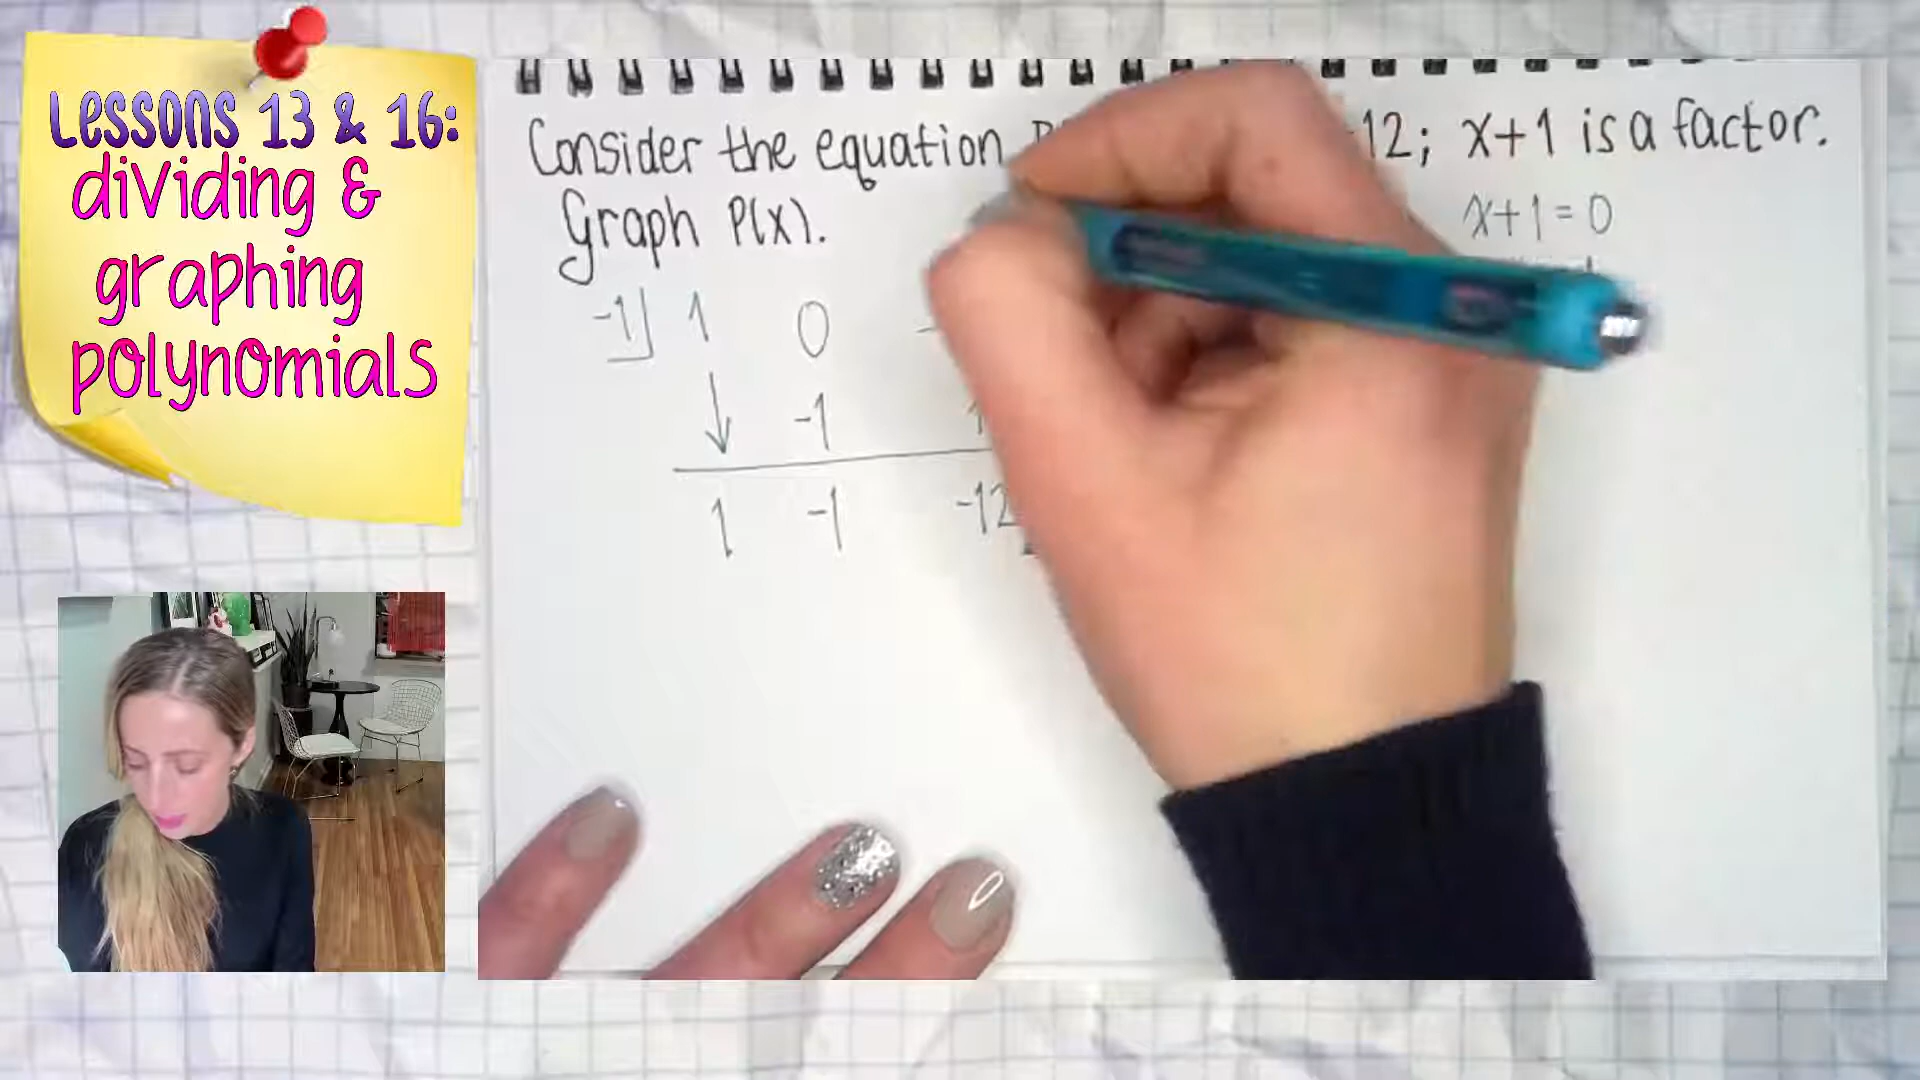 Lessons 13 & 16:
dividing &
graphing
polynomials
Consider the equation 12; x+1 is a factor.
Graph P(x).
x+1=0
-1 1 0
-1
1 -1 -12